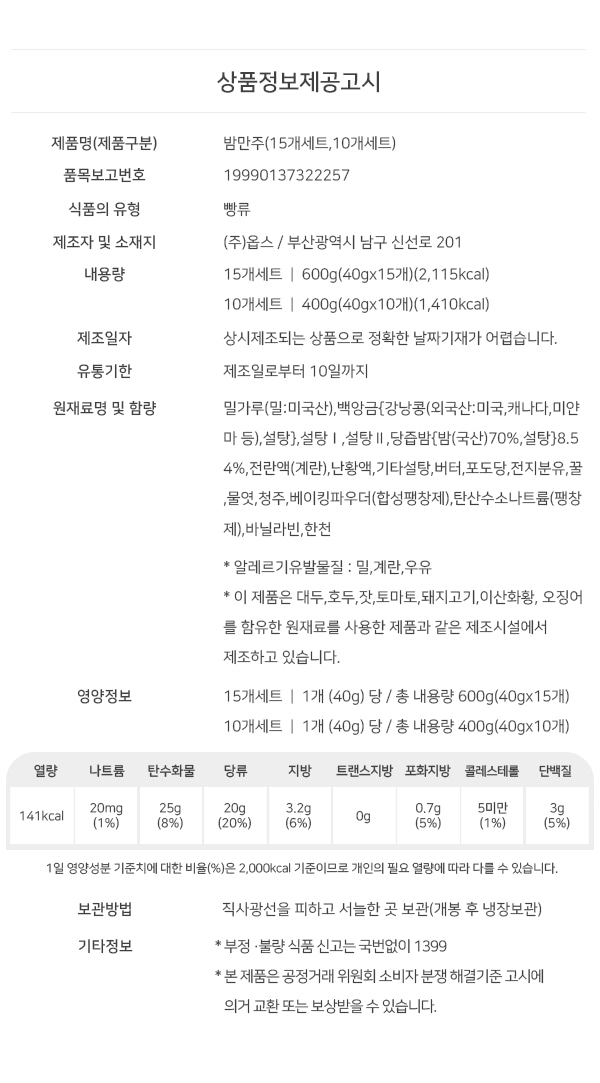 상품정보제공고시
제품명(제품구분) 밤만주(15개세트,10개세트)
품목보고번호 19990137322257
식품의 유형 빵류
제조자 및 소재지 (주)옵스 / 부산광역시 남구 신선로 201
내용량 15개세트 | 600g(40gx15개)(2,115kcal)
10개세트 | 400g(40gx10개)(1,410kcal)
제조일자 상시제조되는 상품으로 정확한 날짜기재가 어렵습니다.
유통기한 제조일로부터 10일까지
원재료명 및 함량 밀가루(밀:미국산),백앙금{강낭콩(외국산:미국,캐나다,미얀
마 등),설탕},설탕Ⅰ,설탕Ⅱ,당즙밤{밤(국산)70%,설탕}8.5
4%,전란액(계란),난황액,기타설탕,버터,포도당,전지분유,꿀
,물엿,청주,베이킹파우더(합성팽창제),탄산수소나트륨(팽창
제),바닐라빈,한천
* 알레르기유발물질 : 밀,계란,우유
* 이 제품은 대두,호두,잣,토마토,돼지고기,이산화황, 오징어
를 함유한 원재료를 사용한 제품과 같은 제조시설에서
제조하고 있습니다.
영양정보 15개세트 | 1개 (40g) 당 / 총 내용량 600g(40gx15개)
10개세트 | 1개 (40g) 당 / 총 내용량 400g(40gx10개)
열량 나트륨 탄수화물 당류 지방 트랜스지방 포화지방 콜레스테롤 단백질
141kcal 20mg 25g 20g 3.2g 0g 0.7g 5미만 3g
(1%) (8%) (20%) (6%) (5%) (1%) (5%)
1일 영양성분 기준치에 대한 비율(%)은 2,000kcal 기준이므로 개인의 필요 열량에 따라 다를 수 있습니다.
보관방법 직사광선을 피하고 서늘한 곳 보관(개봉 후 냉장보관)
기타정보 * 부정 ·불량 식품 신고는 국번없이 1399
* 본 제품은 공정거래 위원회 소비자 분쟁 해결기준 고시에
의거 교환 또는 보상받을 수 있습니다.